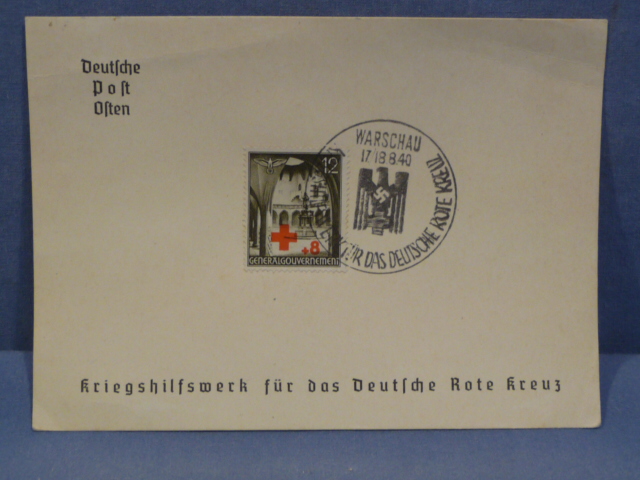 Deutsche
Post
Osten
WARSCHAU
17/18.8.40
FÜR DAS DEUTSCHE ROTE KREUZ
12
+8
GENERALGOUVERNEMENT
Kriegshilfswerk für das Deutsche Rote Kreuz